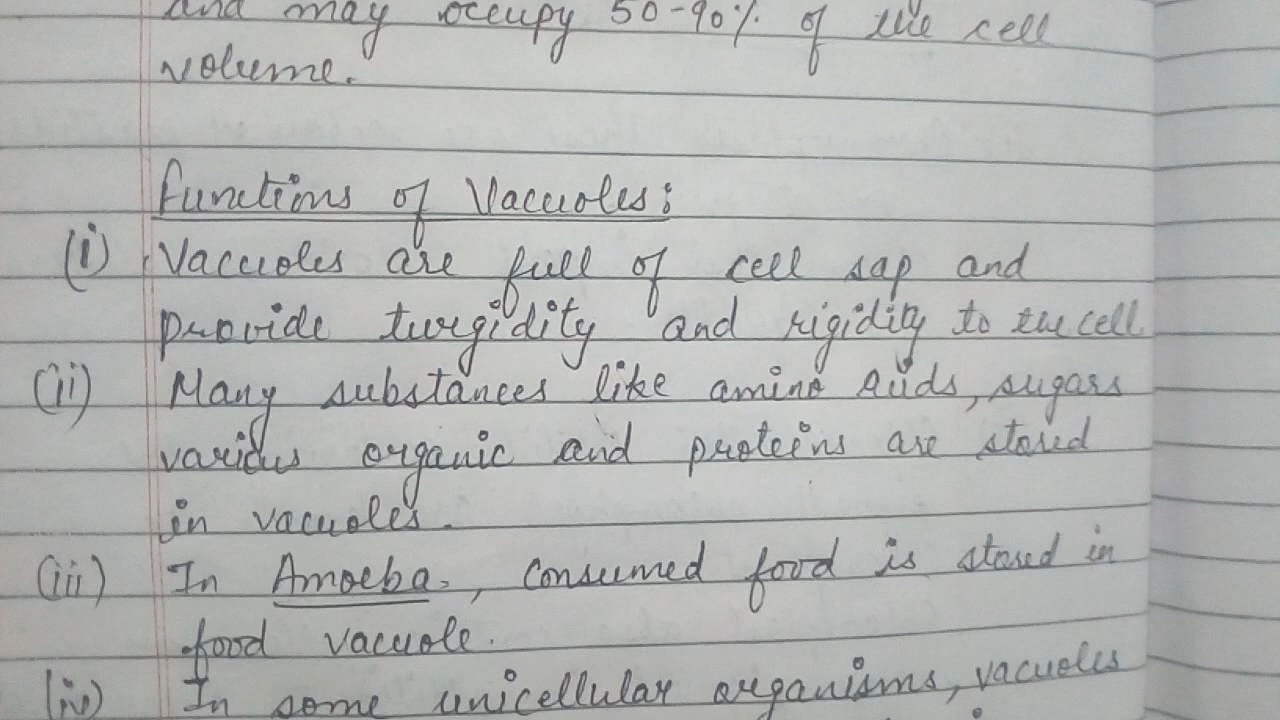 and may occupy 50-90% of the cell
volume.
Functions of Vacuoles:
(i) Vacuoles are full of cell sap and
provide turgidity and rigidity to the cell
(ii) Many substances like amino acids, sugars
various organic and proteins are stored
in vacuoles.
(iii) In Amoeba, consumed food is stored in
food vacuole.
(iv) In some unicellular organisms, vacuoles